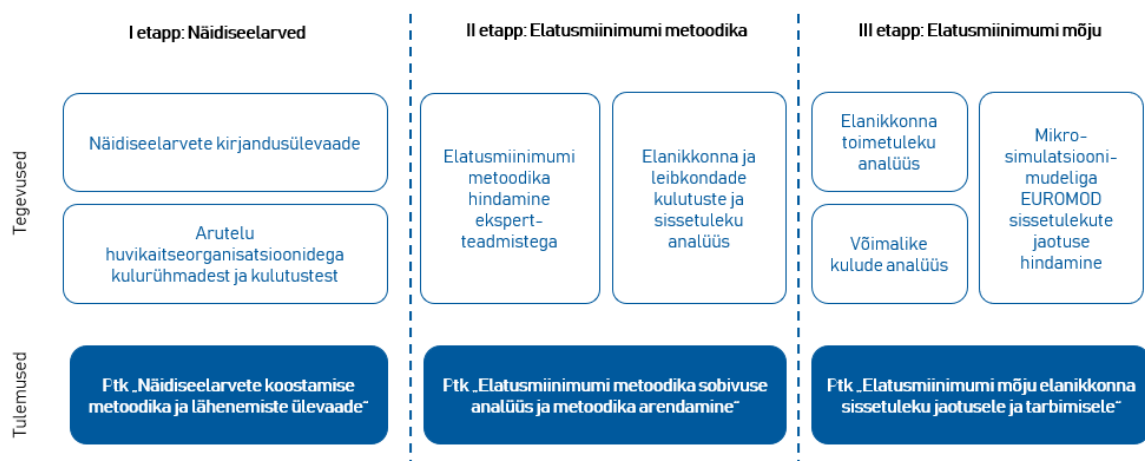 I etapp: Näidiseelarved
II etapp: Elatusmiinimumi metoodika
III etapp: Elatusmiinimumi mõju
Tegevused
Näidiseelarvete kirjandusülevaade
Arutelu
huvikaitseorganisatsioonidega
kulurühmadest ja kulutustest
Elatusmiinimumi
metoodika
hindamine
ekspert-
teadmistega
Elanikkonna ja
leibkondade
kulutuste ja
sissetuleku
analüüs
Elanikkonna
toimetuleku
analüüs
Võimalike
kulude analüüs
Mikro-
simulatsiooni-
mudeliga
EUROMOD
sissetulekute
jaotuse
hindamine
Tulemused
Ptk „Näidiseelarvete koostamise
metoodika ja lähenemiste ülevaade“
Ptk „Elatusmiinimumi metoodika sobivuse
analüüs ja metoodika arendamine“
Ptk „Elatusmiinimumi mõju elanikkonna
sissetuleku jaotusele ja tarbimisele“